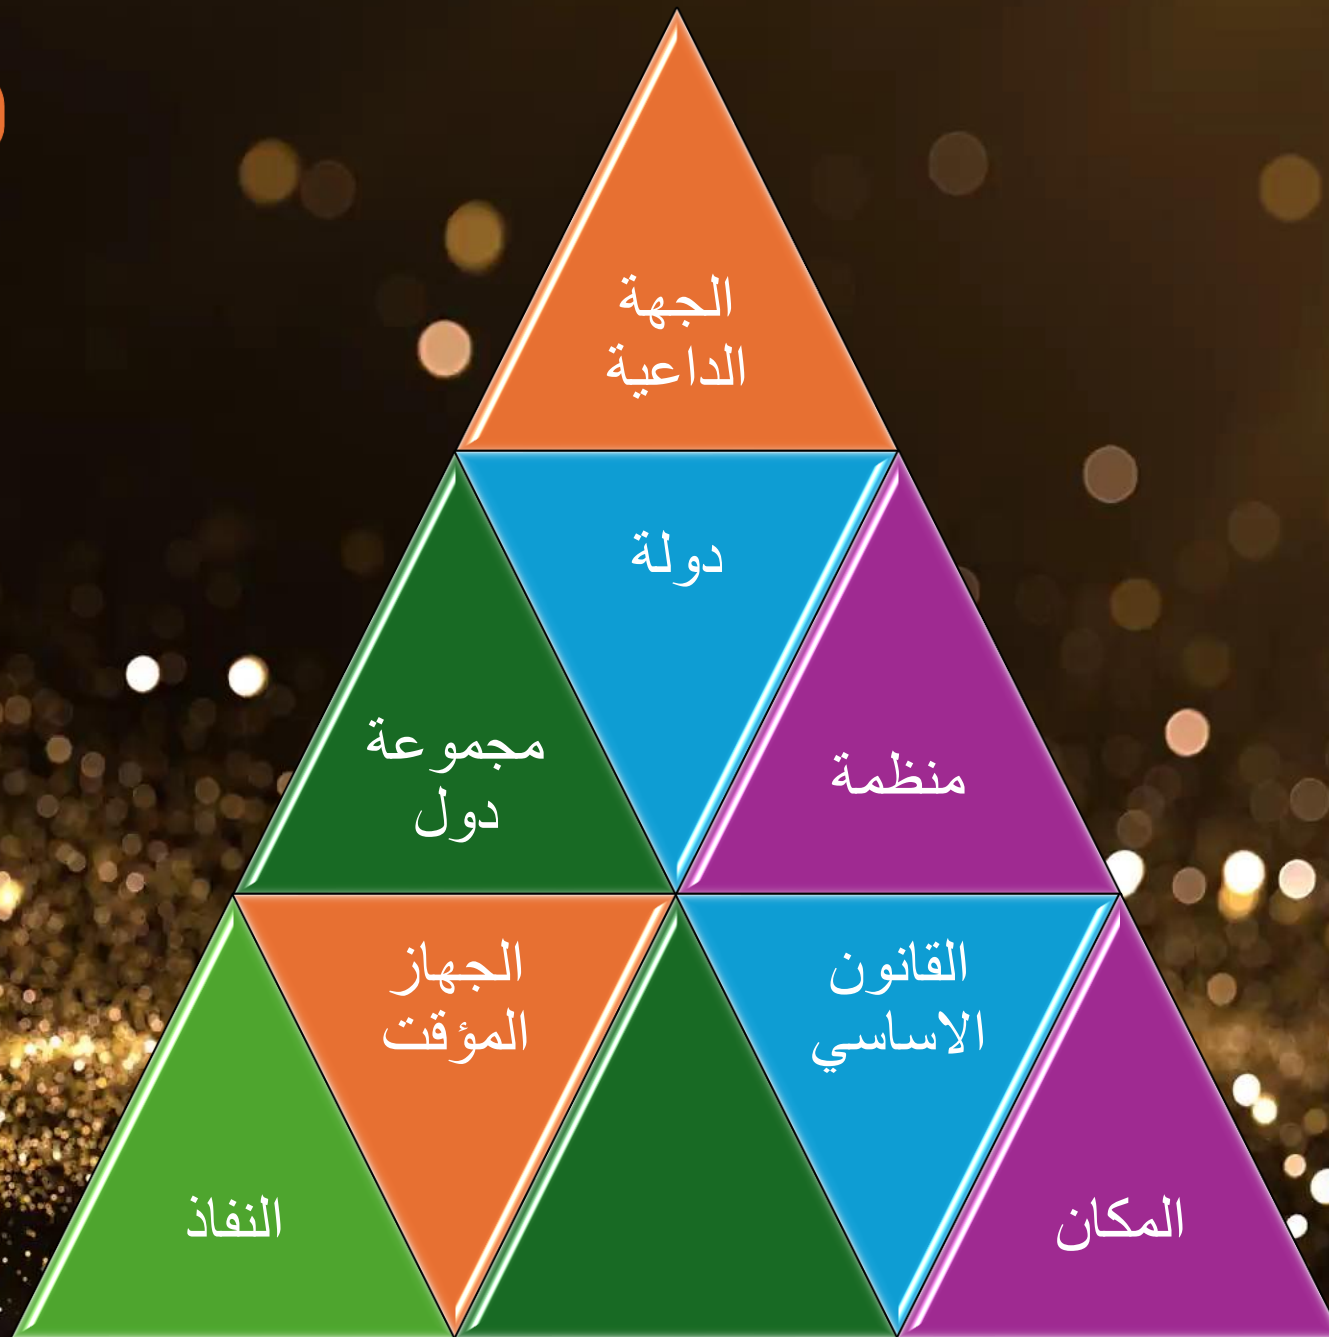 الجهة
الداعية
دولة
منظمة
مجموعة
دول
القانون
الاساسي
الجهاز
المؤقت
المكان
النفاذ